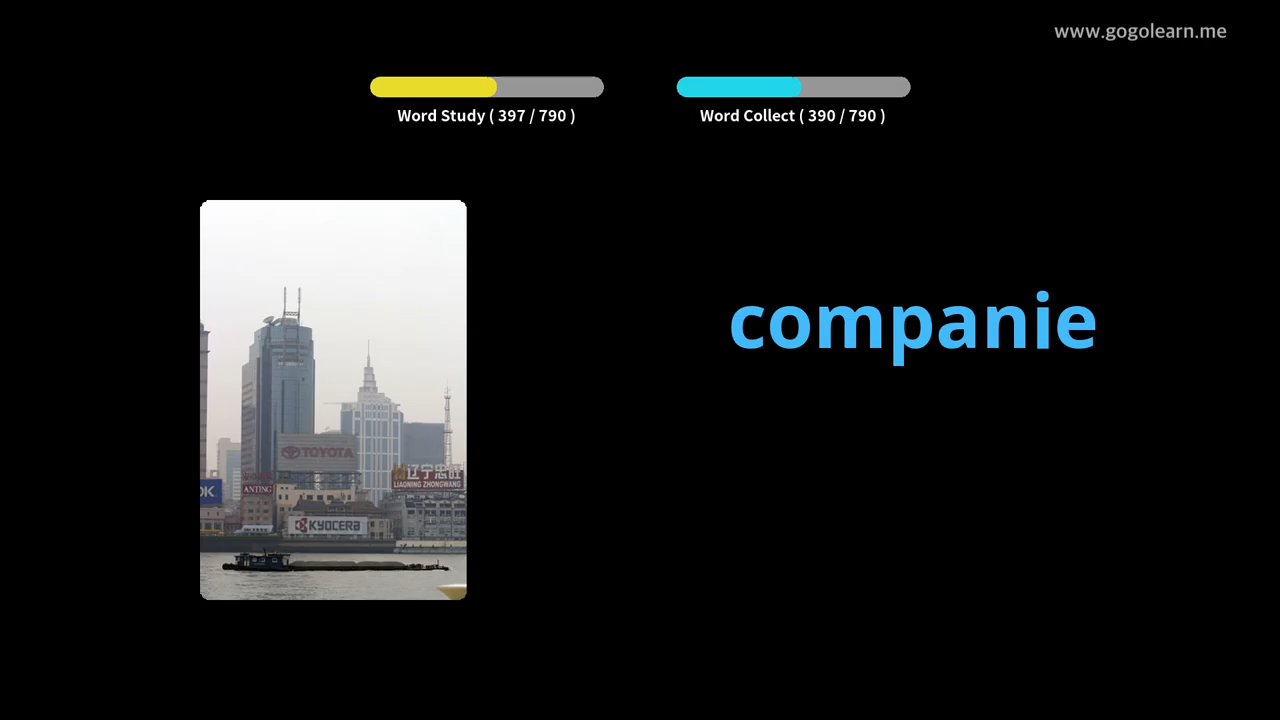 www.gogolearn.me
Word Study ( 397 / 790 )
Word Collect ( 390 / 790 )
companie
TOYOTA
辽宁忠旺
LIAONING ZHONGWANG
ANTING
OK
KYOCERA